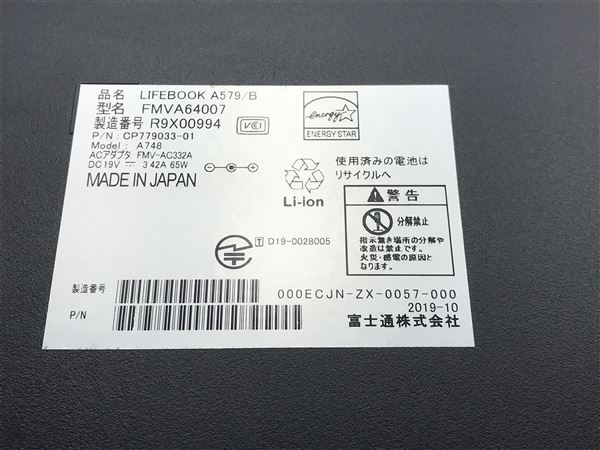 品名 LIFEBOOK A579/B
型名 FMVA64007
製造番号 R9X00994
VCI
P/N: CP779033-01
Model: A748
ACアダプタ FMV-AC332A
DC19V 3.42A 65W
MADE IN JAPAN
energy
ENERGY STAR
Li-ion
使用済みの電池は
リサイクルへ
警告
分解禁止
指示無き場所の分解や
改造は禁止です。
火災・感電の原因と
なります。
T D19-0028005
製造番号
P/N
000ECJN-ZX-0057-000
2019-10
富士通株式会社